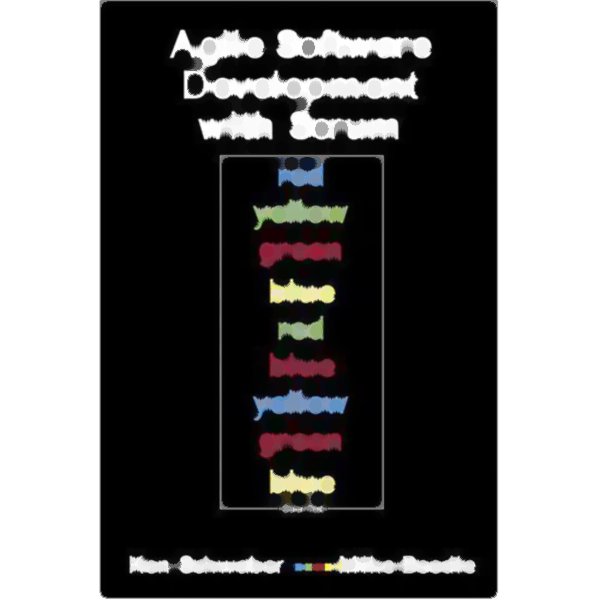 Agile Software
Development
with Scrum
red
yellow
green
blue
red
blue
yellow
green
blue
Ken Schwaber Mike Beedle